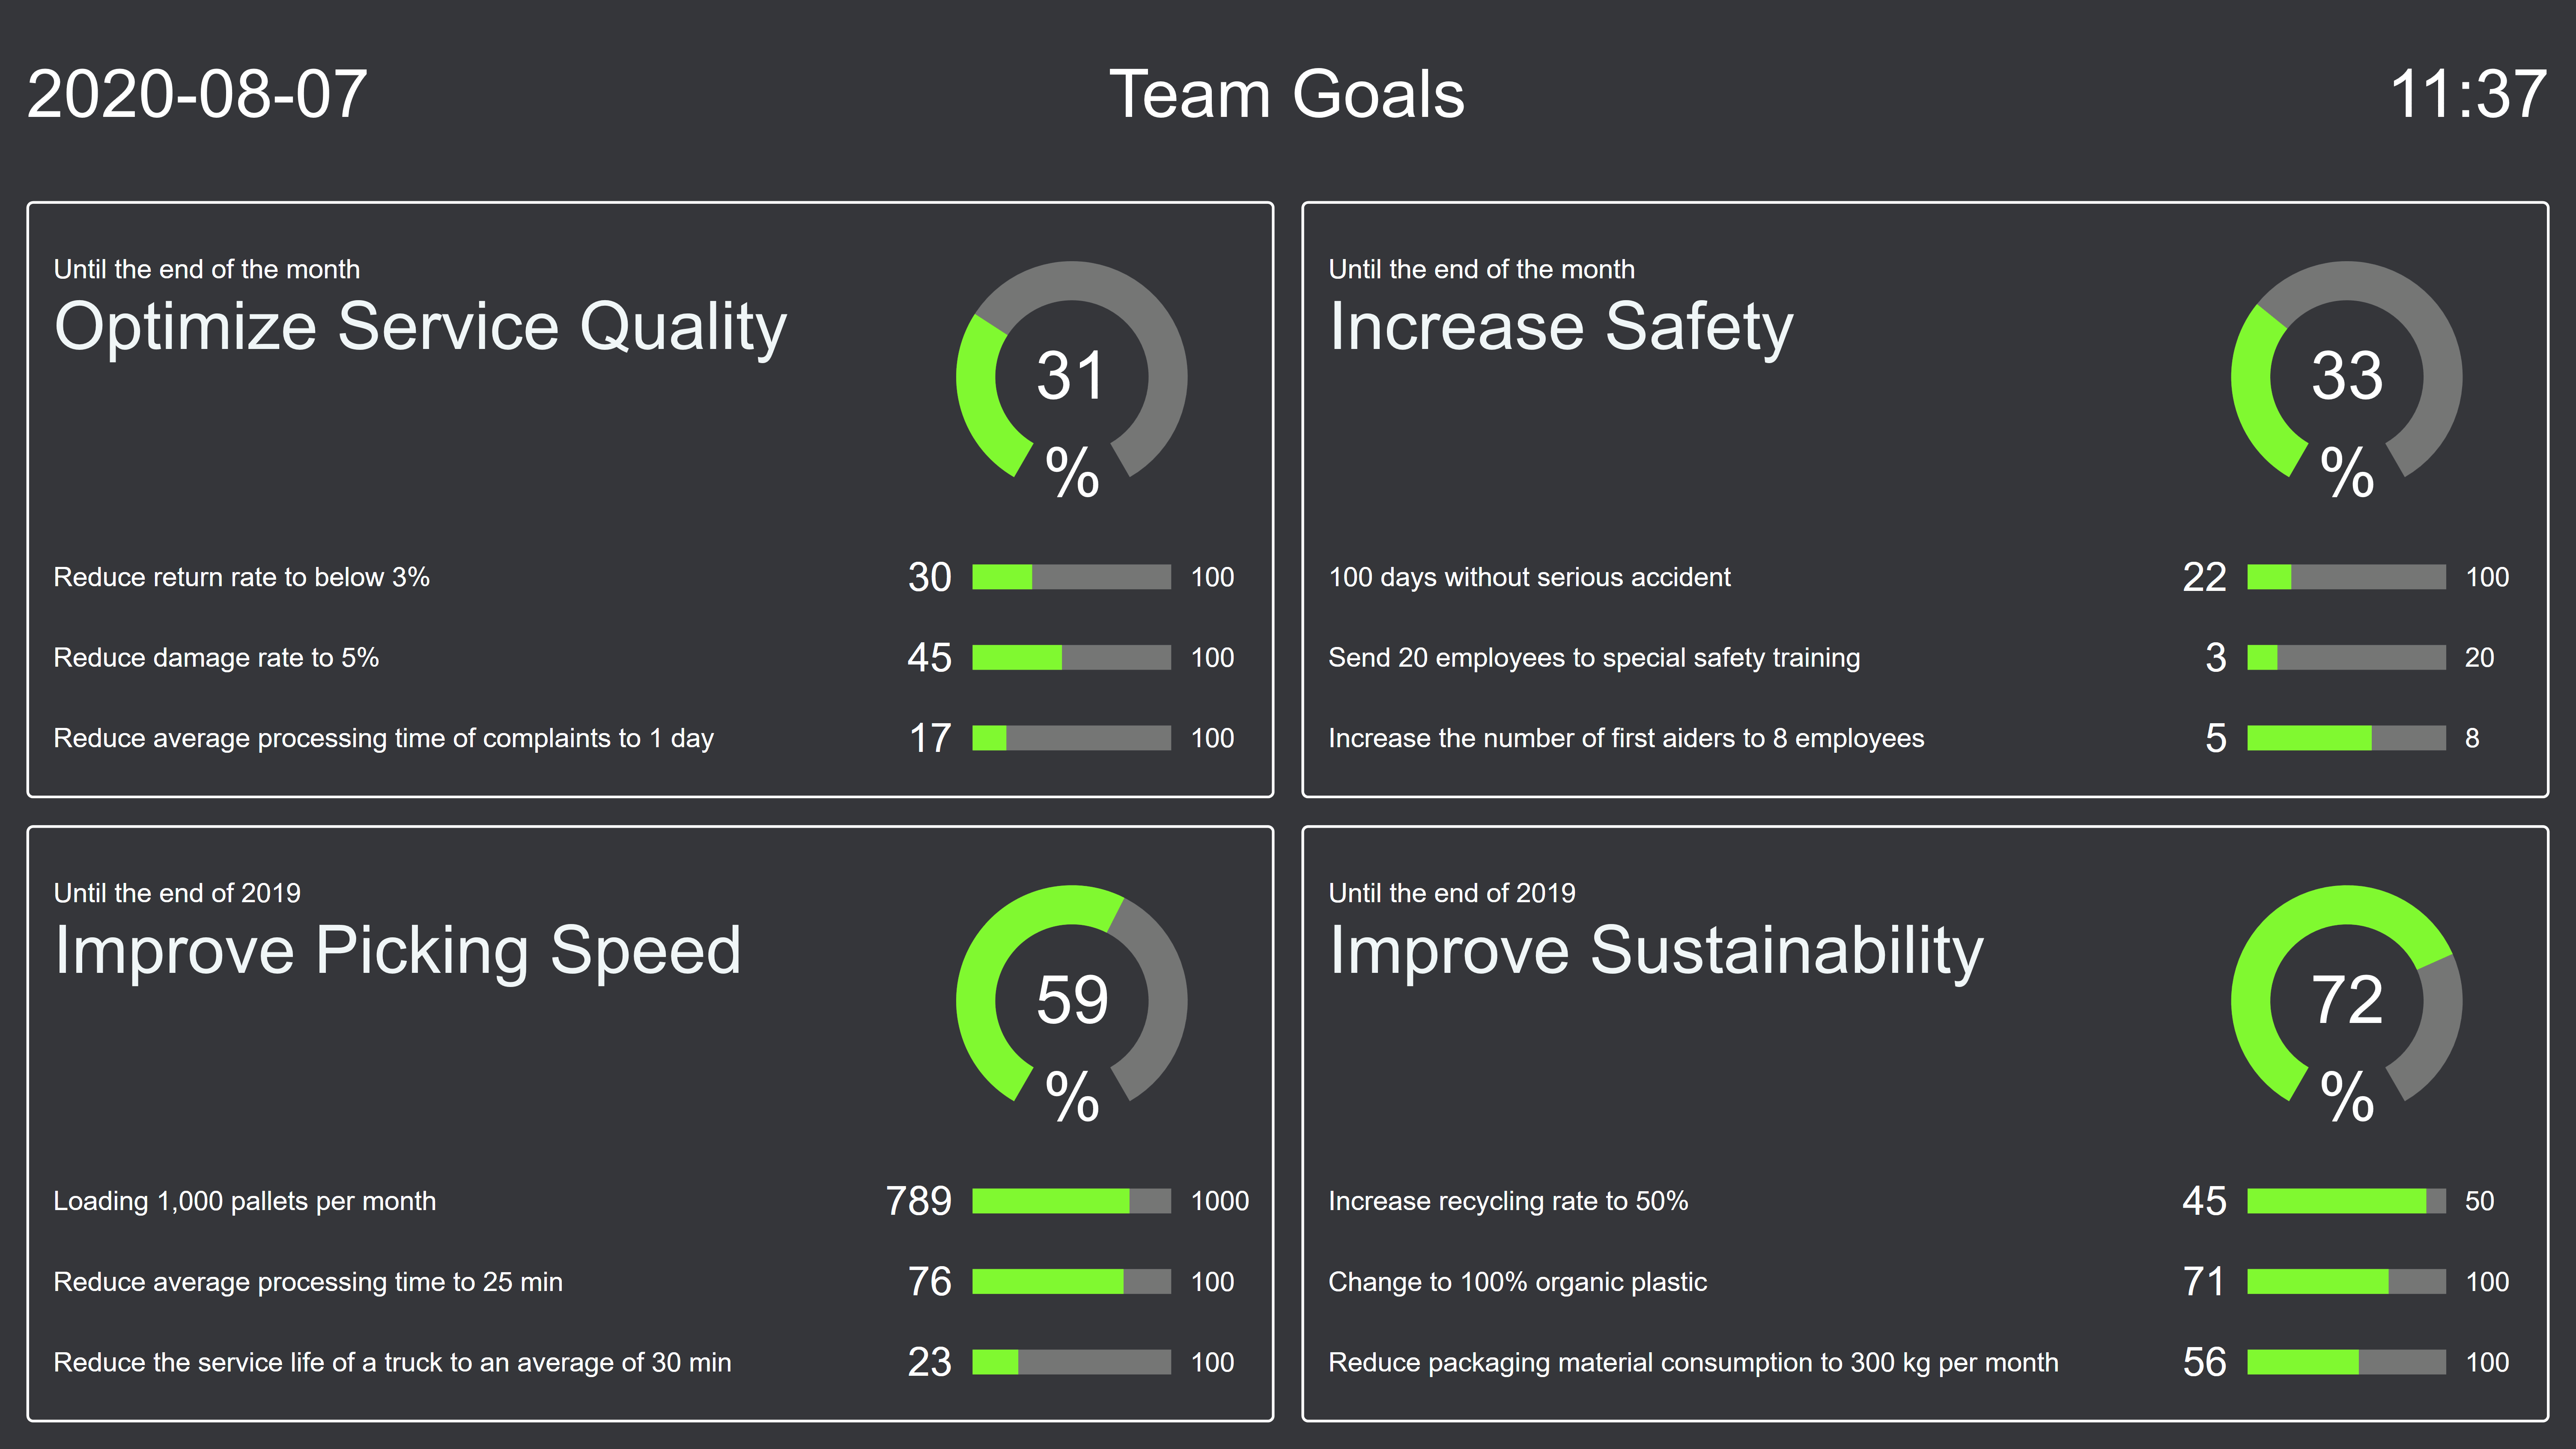 2020-08-07
Team Goals
11:37
Until the end of the month
Optimize Service Quality
31
%
Reduce return rate to below 3%
30
100
Reduce damage rate to 5%
45
100
Reduce average processing time of complaints to 1 day
17
100
Until the end of the month
Increase Safety
33
%
100 days without serious accident
22
100
Send 20 employees to special safety training
3
20
Increase the number of first aiders to 8 employees
5
8
Until the end of 2019
Improve Picking Speed
59
%
Loading 1,000 pallets per month
789
1000
Reduce average processing time to 25 min
76
100
Reduce the service life of a truck to an average of 30 min
23
100
Until the end of 2019
Improve Sustainability
72
%
Increase recycling rate to 50%
45
50
Change to 100% organic plastic
71
100
Reduce packaging material consumption to 300 kg per month
56
100